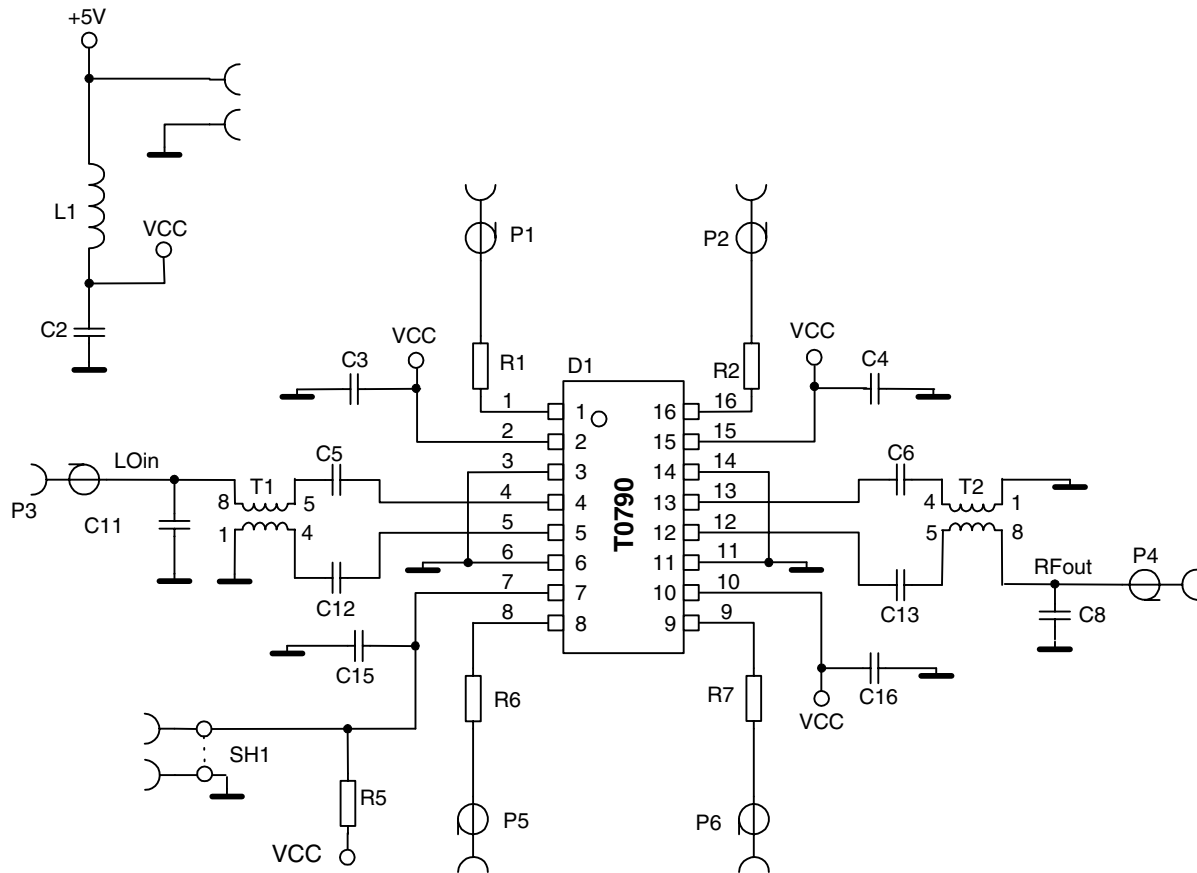 +5V
L1
VCC
C2
P1
P2
VCC
C3
R1
D1
R2
VCC
C4
1
1
16
16
2
2
15
15
LOin
C5
3
3
14
14
C6
P3
C11
8
T1
5
4
4
13
13
4
T2
1
1
4
5
5
12
12
5
8
T0790
C12
6
6
11
11
C13
RFout
P4
C8
7
7
10
10
8
8
9
9
C15
R6
R7
VCC
C16
SH1
R5
VCC
P5
P6